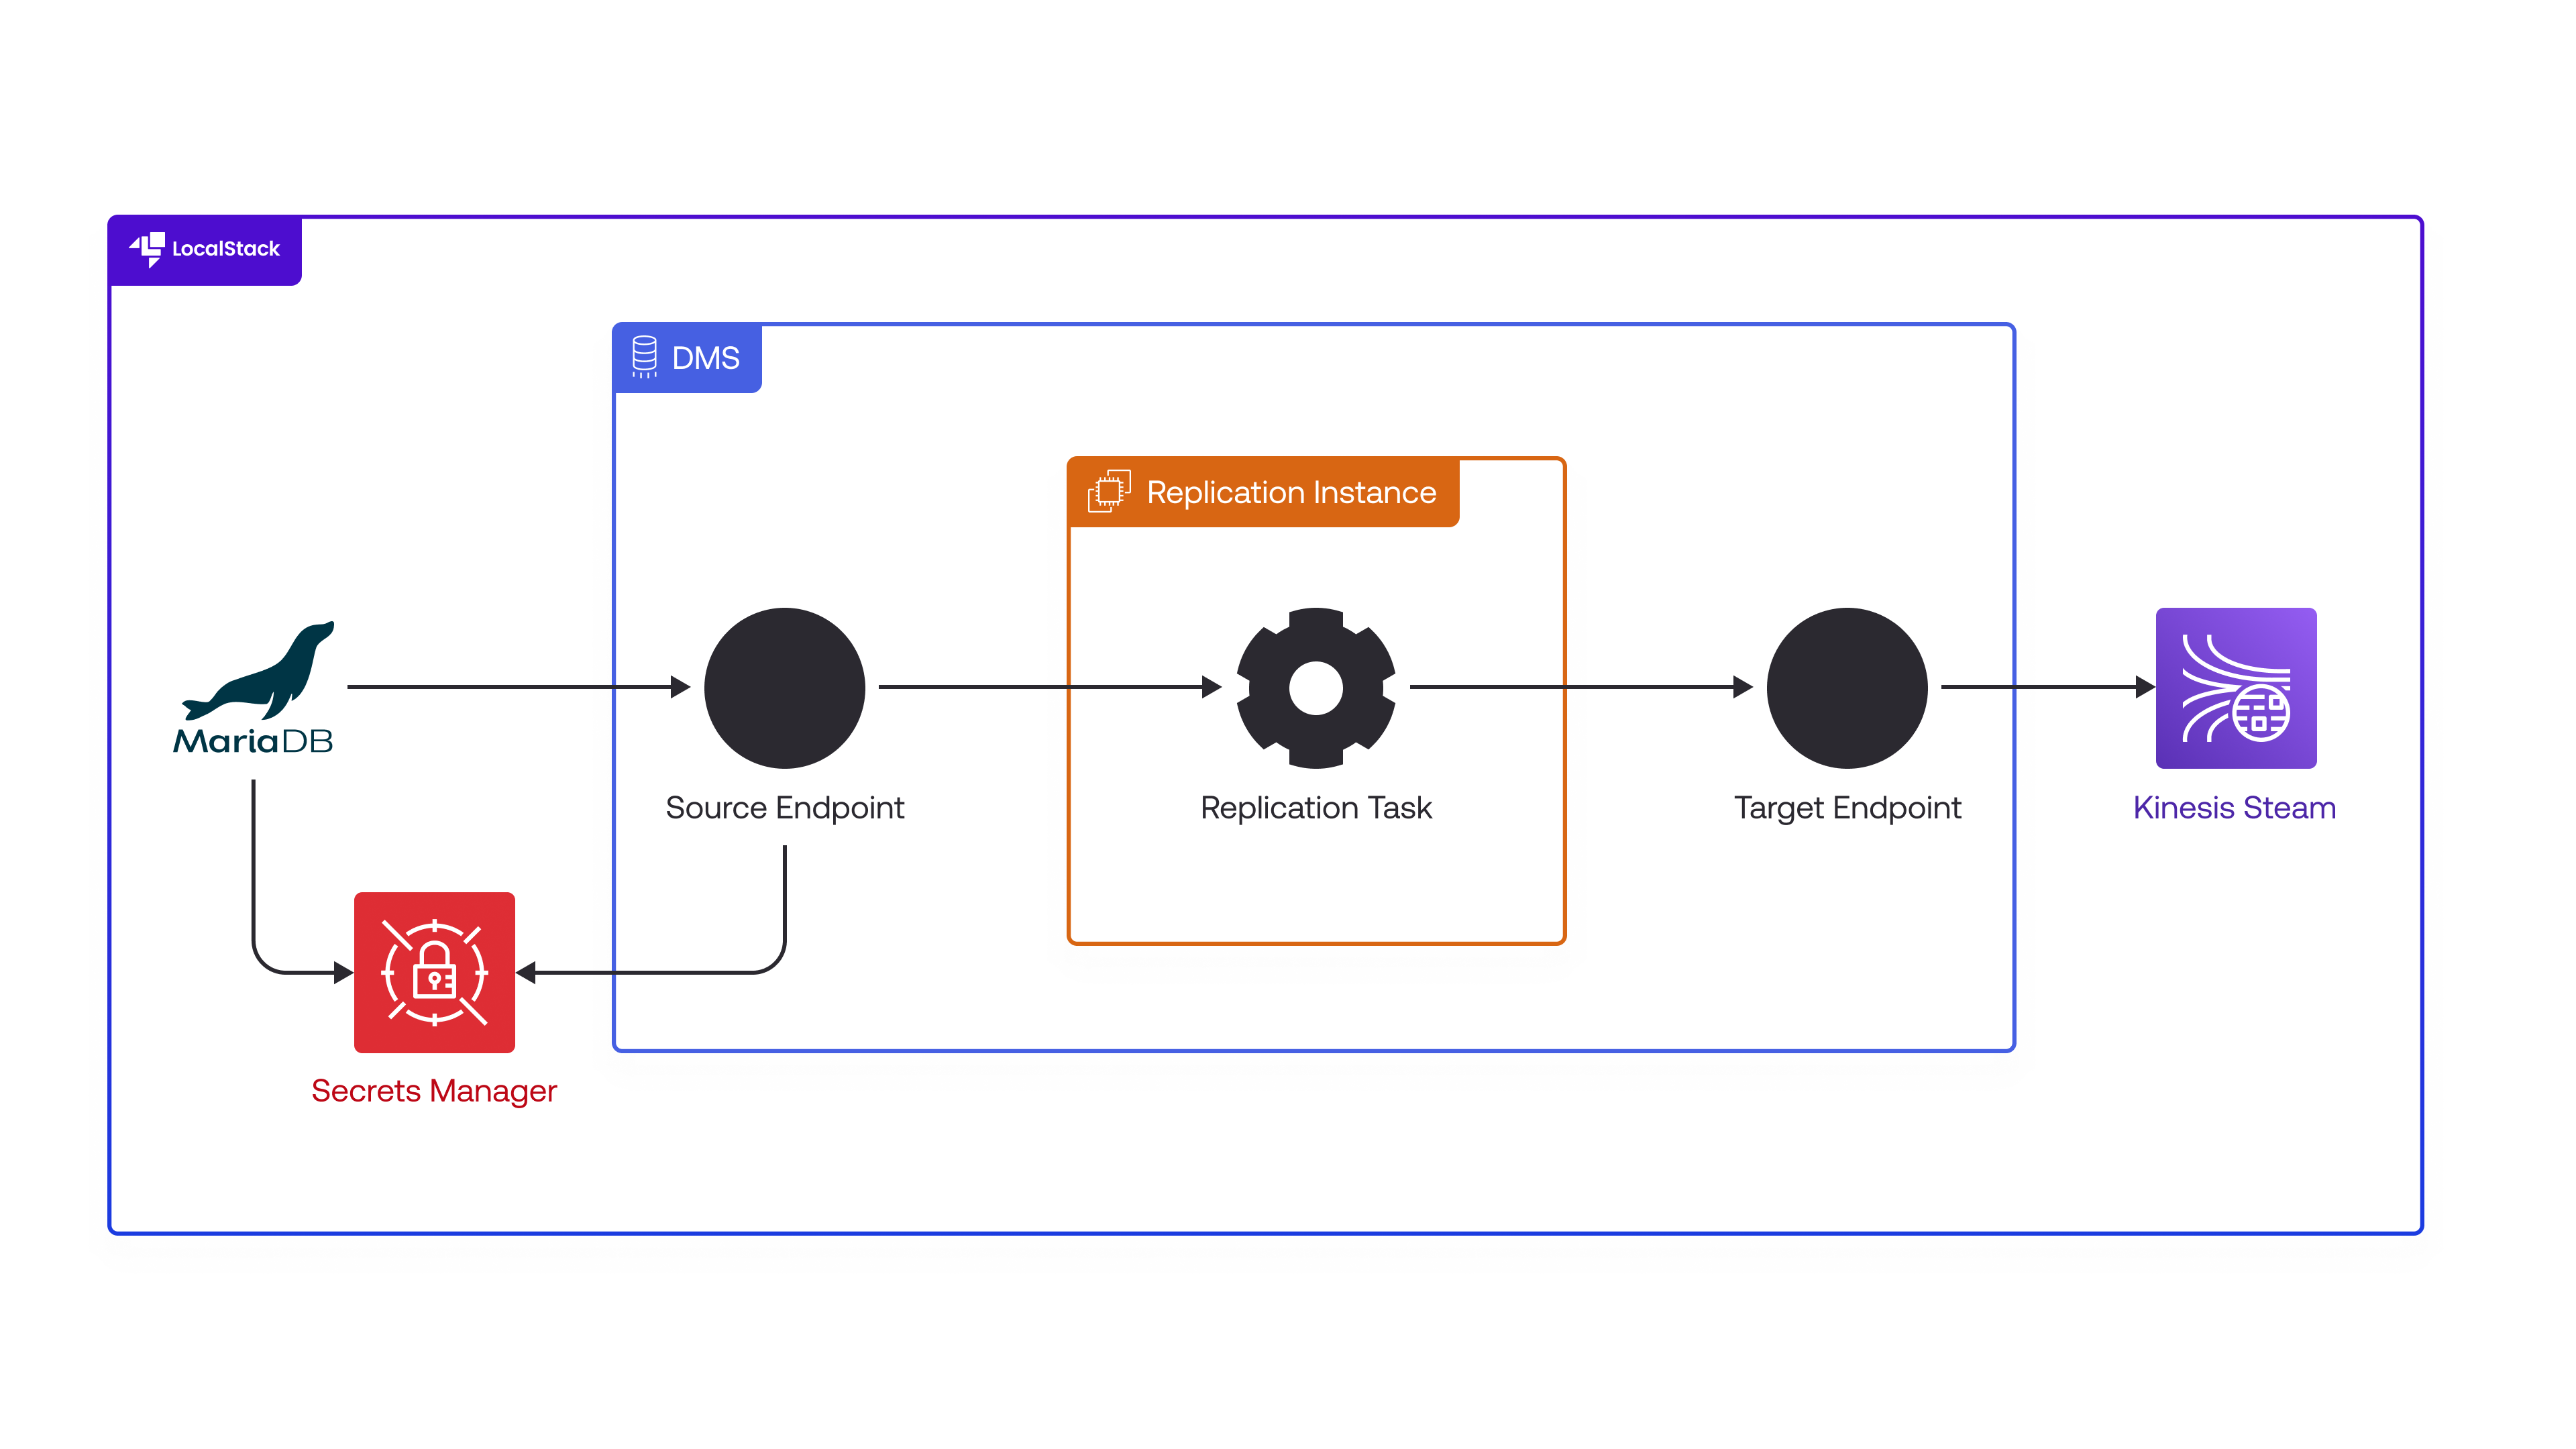 LocalStack
DMS
Replication Instance
MariaDB
Source Endpoint
Replication Task
Target Endpoint
Kinesis Steam
Secrets Manager